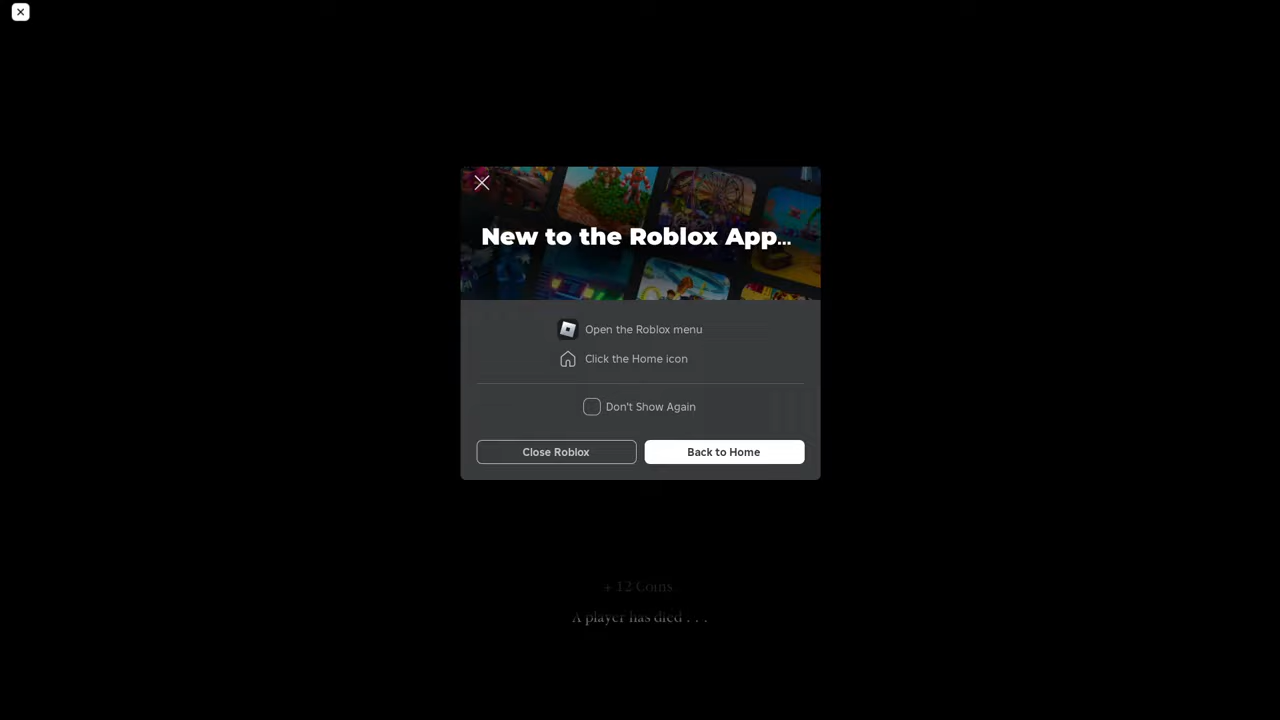 New to the Roblox App...
Open the Roblox menu
Click the Home icon
Don't Show Again
Close Roblox
Back to Home
+ 12 Coins
A player has died . . .